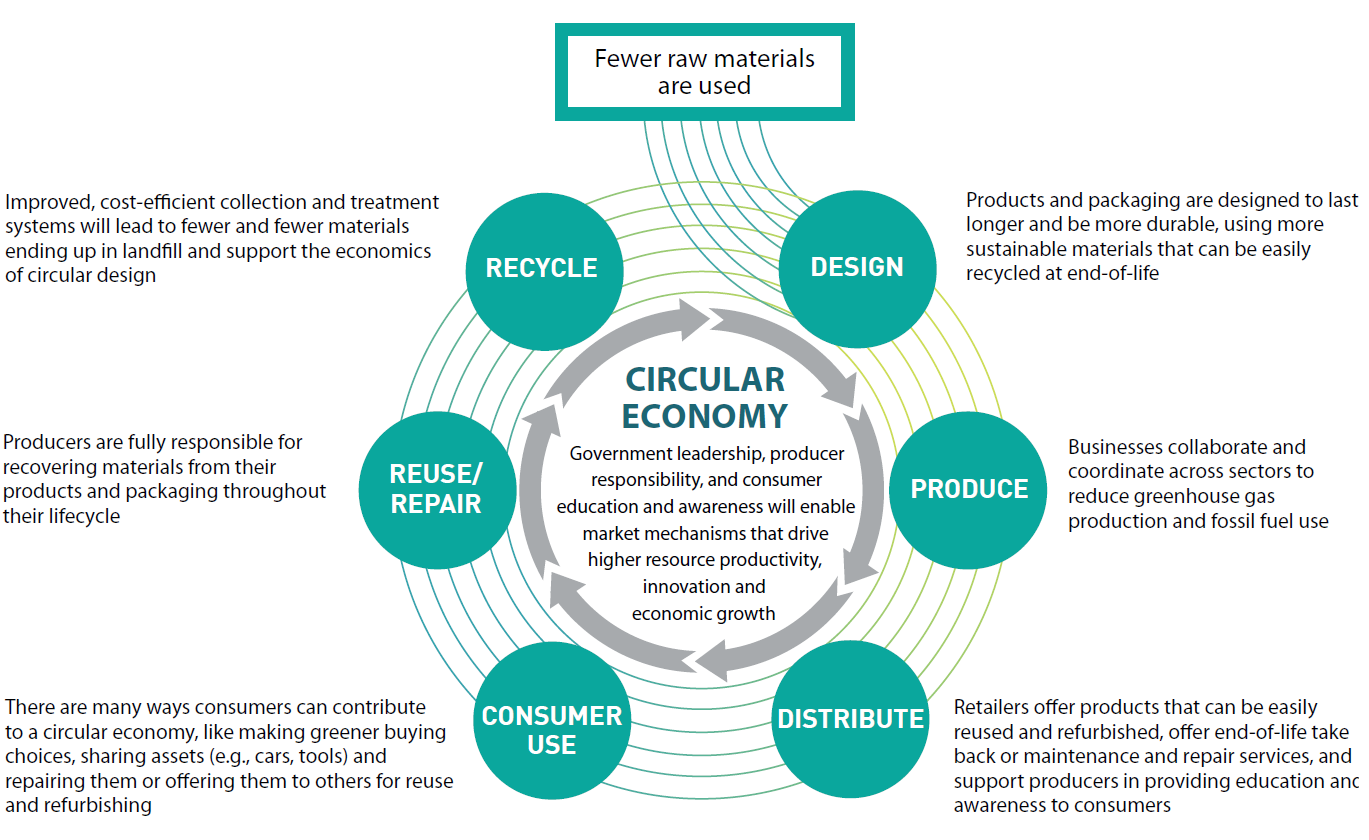 Fewer raw materials
are used
Improved, cost-efficient collection and treatment
systems will lead to fewer and fewer materials
ending up in landfill and support the economics
of circular design
RECYCLE
DESIGN
Products and packaging are designed to last
longer and be more durable, using more
sustainable materials that can be easily
recycled at end-of-life
CIRCULAR
ECONOMY
Government leadership, producer
responsibility, and consumer
education and awareness will enable
market mechanisms that drive
higher resource productivity,
innovation and
economic growth
Producers are fully responsible for
recovering materials from their
products and packaging throughout
their lifecycle
REUSE/
REPAIR
PRODUCE
Businesses collaborate and
coordinate across sectors to
reduce greenhouse gas
production and fossil fuel use
There are many ways consumers can contribute
to a circular economy, like making greener buying
choices, sharing assets (e.g., cars, tools) and
repairing them or offering them to others for reuse
and refurbishing
CONSUMER
USE
DISTRIBUTE
Retailers offer products that can be easily
reused and refurbished, offer end-of-life take
back or maintenance and repair services, and
support producers in providing education and
awareness to consumers